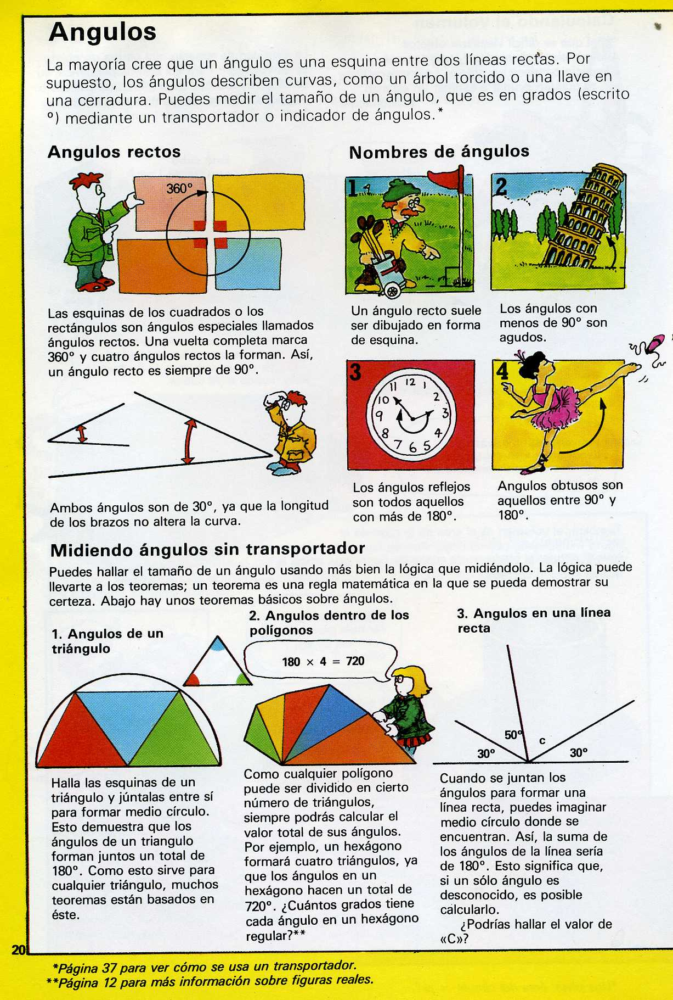 Angulos
La mayoría cree que un ángulo es una esquina entre dos líneas rectas. Por
supuesto, los ángulos describen curvas, como un árbol torcido o una llave en
una cerradura. Puedes medir el tamaño de un ángulo, que es en grados (escrito
º) mediante un transportador o indicador de ángulos.*
Angulos rectos
360º
Las esquinas de los cuadrados o los
rectángulos son ángulos especiales llamados
ángulos rectos. Una vuelta completa marca
360º y cuatro ángulos rectos la forman. Así,
un ángulo recto es siempre de 90º.
Ambos ángulos son de 30º, ya que la longitud
de los brazos no altera la curva.
Nombres de ángulos
1
Un ángulo recto suele
ser dibujado en forma
de esquina.
2
Los ángulos con
menos de 90º son
agudos.
3
12
1
2
3
4
5
6
7
8
9
10
11
Los ángulos reflejos
son todos aquellos
con más de 180º.
4
Angulos obtusos son
aquellos entre 90º y
180º.
Midiendo ángulos sin transportador
Puedes hallar el tamaño de un ángulo usando más bien la lógica que midiéndolo. La lógica puede
llevarte a los teoremas; un teorema es una regla matemática en la que se pueda demostrar su
certeza. Abajo hay unos teoremas básicos sobre ángulos.
1. Angulos de un
triángulo
Halla las esquinas de un
triángulo y júntalas entre sí
para formar medio círculo.
Esto demuestra que los
ángulos de un triangulo
forman juntos un total de
180º. Como esto sirve para
cualquier triángulo, muchos
teoremas están basados en
éste.
2. Angulos dentro de los
polígonos
180 × 4 = 720
Como cualquier polígono
puede ser dividido en cierto
número de triángulos,
siempre podrás calcular el
valor total de sus ángulos.
Por ejemplo, un hexágono
formará cuatro triángulos, ya
que los ángulos en un
hexágono hacen un total de
720º. ¿Cuántos grados tiene
cada ángulo en un hexágono
regular?**
3. Angulos en una línea
recta
50º
c
30º
30º
Cuando se juntan los
ángulos para formar una
línea recta, puedes imaginar
medio círculo donde se
encuentran. Así, la suma de
los ángulos de la línea sería
de 180º. Esto significa que,
si un sólo ángulo es
desconocido, es posible
calcularlo.
¿Podrías hallar el valor de
«C»?
20
*Página 37 para ver cómo se usa un transportador.
**Página 12 para más información sobre figuras reales.